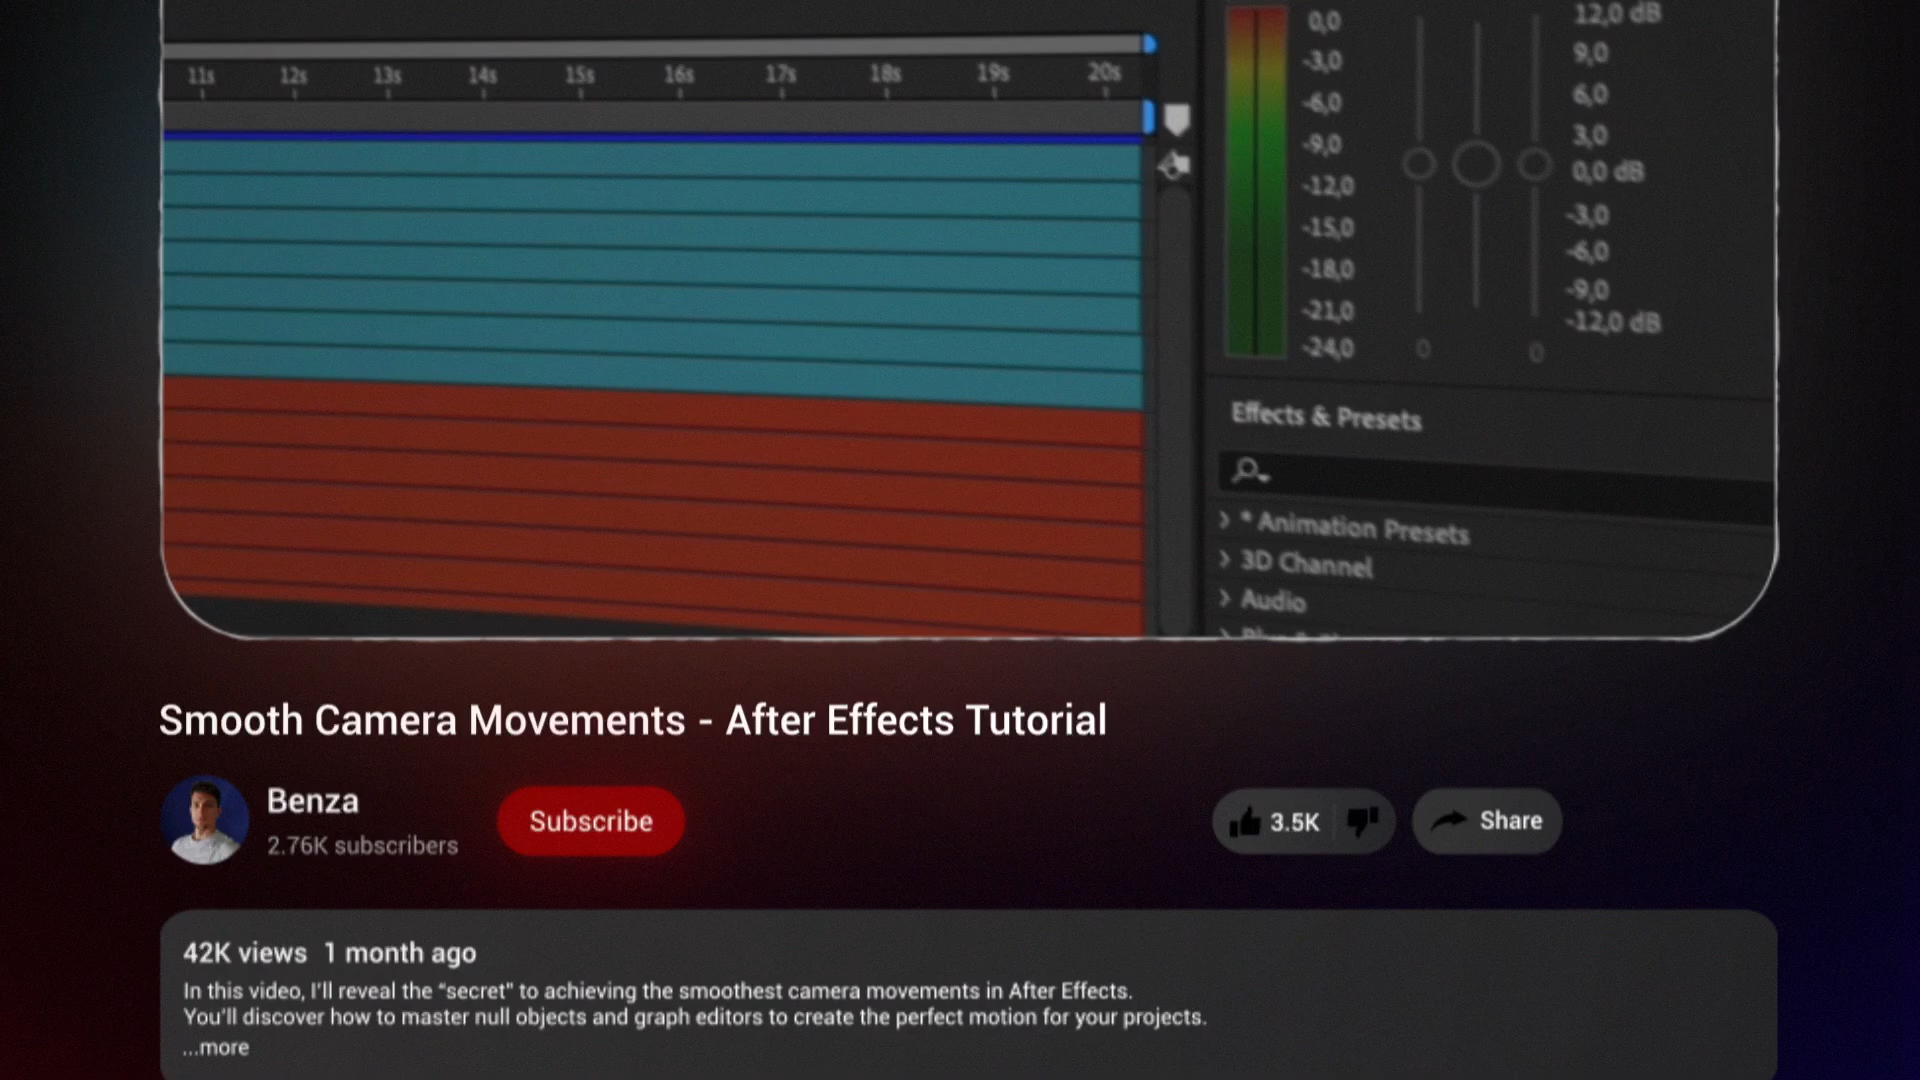 11s 12s 13s 14s 15s 16s 17s 18s 19s 20s
0,0
-3,0
-6,0
-9,0
-12,0
-15,0
-18,0
-21,0
-24,0
12,0 dB
9,0
6,0
3,0
0,0 dB
-3,0
-6,0
-9,0
-12,0 dB
0 0
Effects & Presets
* Animation Presets
3D Channel
Audio
Smooth Camera Movements - After Effects Tutorial
Benza
2.76K subscribers
Subscribe
3.5K
Share
42K views 1 month ago
In this video, I'll reveal the “secret” to achieving the smoothest camera movements in After Effects.
You'll discover how to master null objects and graph editors to create the perfect motion for your projects.
...more